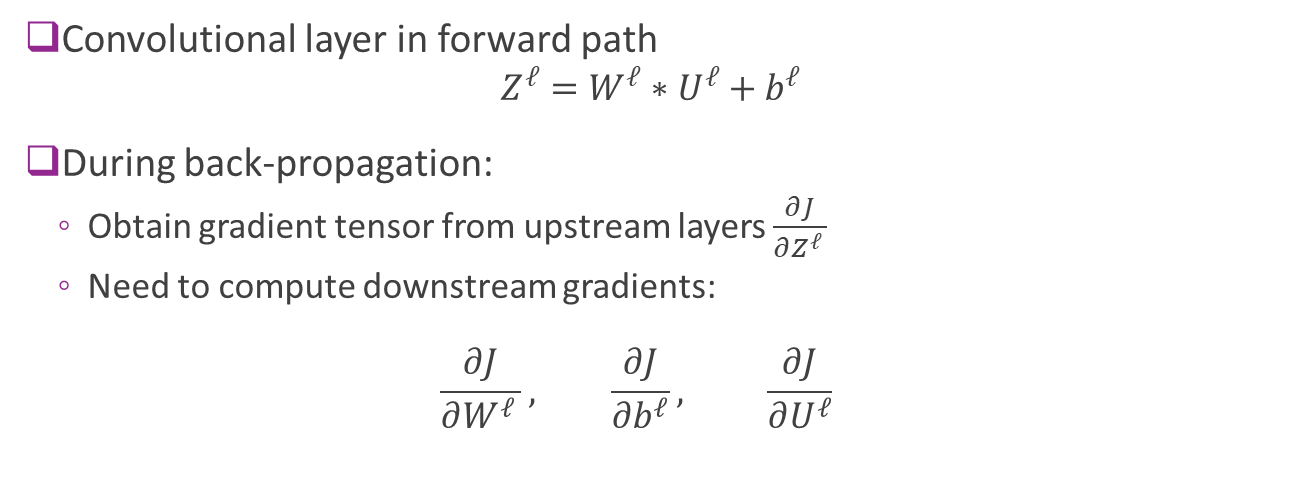 ❑Convolutional layer in forward path
𝑍^ℓ = 𝑊^ℓ ∗ 𝑈^ℓ + 𝑏^ℓ
❑During back-propagation:
◦ Obtain gradient tensor from upstream layers ∂𝐽/∂𝑍^ℓ
◦ Need to compute downstream gradients:
∂𝐽/∂𝑊^ℓ , ∂𝐽/∂𝑏^ℓ , ∂𝐽/∂𝑈^ℓ